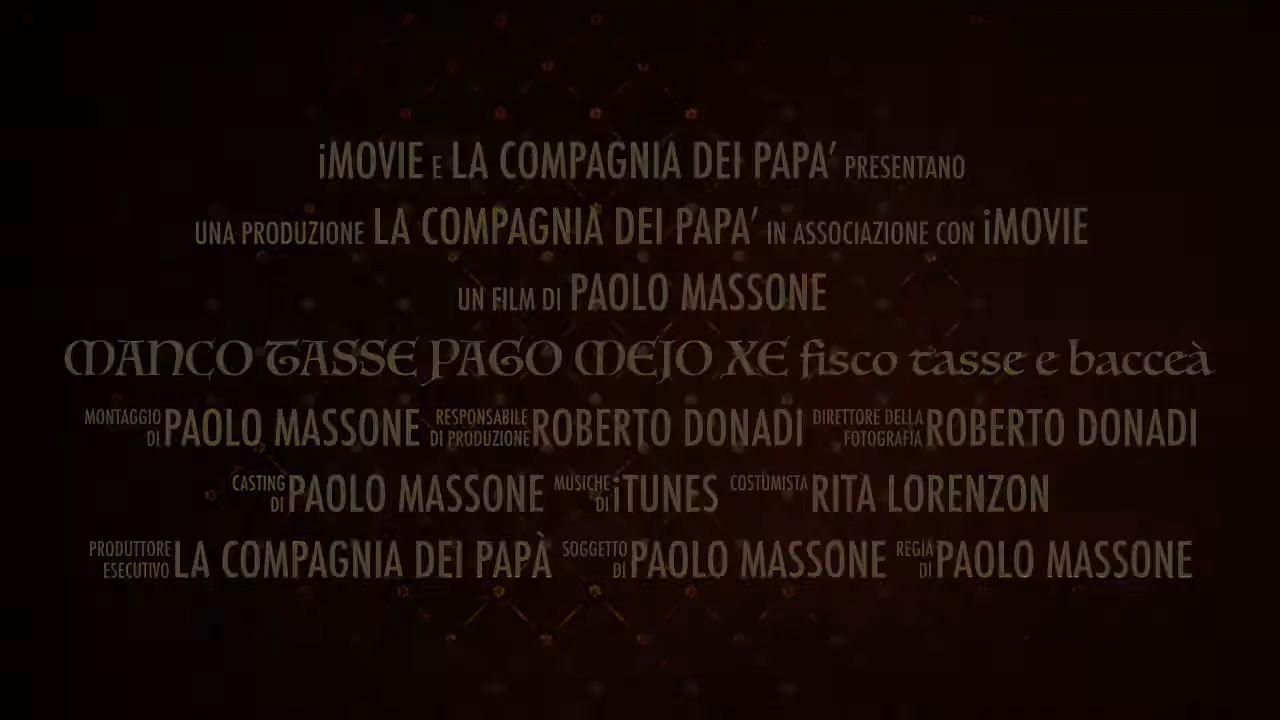 iMOVIE E LA COMPAGNIA DEI PAPA' PRESENTANO
UNA PRODUZIONE LA COMPAGNIA DEI PAPA' IN ASSOCIAZIONE CON iMOVIE
UN FILM DI PAOLO MASSONE
MANCO TASSE PAGO MEJO XE fisco tasse e bacceà
MONTAGGIO DI PAOLO MASSONE RESPONSABILE DI PRODUZIONE ROBERTO DONADI DIRETTORE DELLA FOTOGRAFIA ROBERTO DONADI
CASTING DI PAOLO MASSONE MUSICHE DI iTUNES COSTUMISTA RITA LORENZON
PRODUTTORE ESECUTIVO LA COMPAGNIA DEI PAPÀ SOGGETTO DI PAOLO MASSONE REGIA DI PAOLO MASSONE